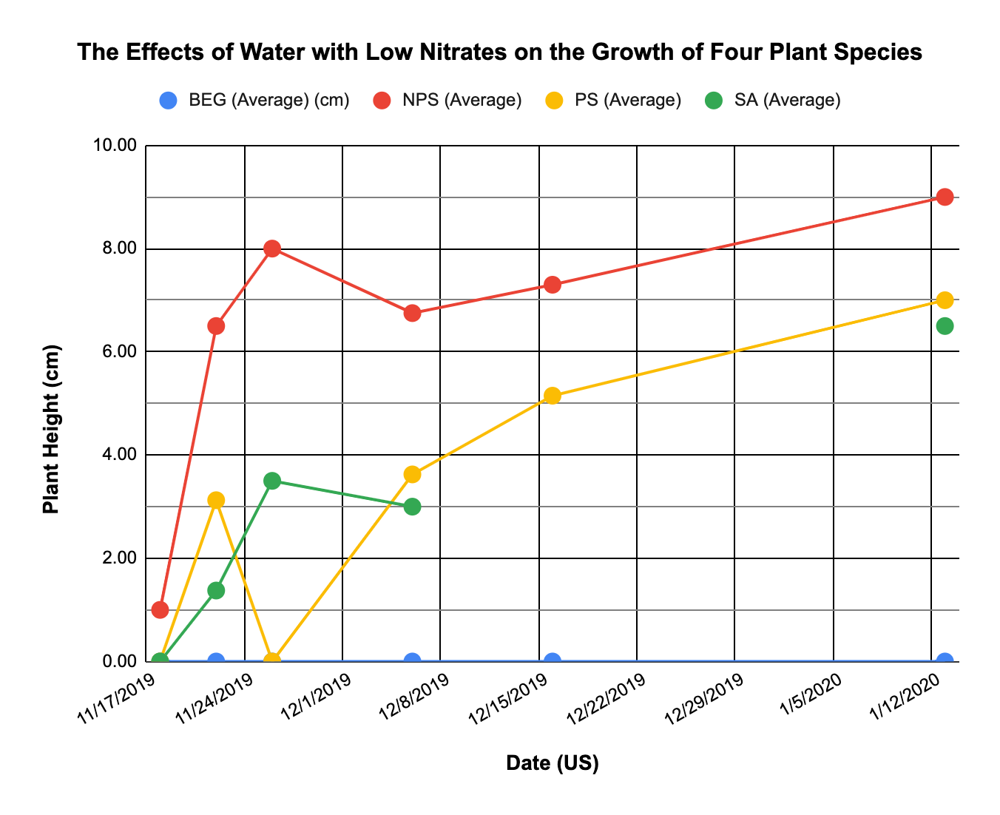 The Effects of Water with Low Nitrates on the Growth of Four Plant Species
BEG (Average) (cm) NPS (Average) PS (Average) SA (Average)
10.00
8.00
6.00
4.00
2.00
0.00
Plant Height (cm)
11/17/2019 11/24/2019 12/1/2019 12/8/2019 12/15/2019 12/22/2019 12/29/2019 1/5/2020 1/12/2020
Date (US)